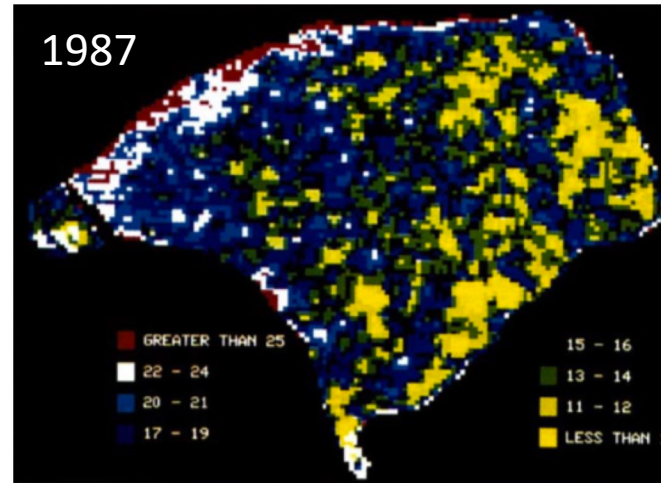 1987
GREATER THAN 25
22 - 24
20 - 21
17 - 19
15 - 16
13 - 14
11 - 12
LESS THAN